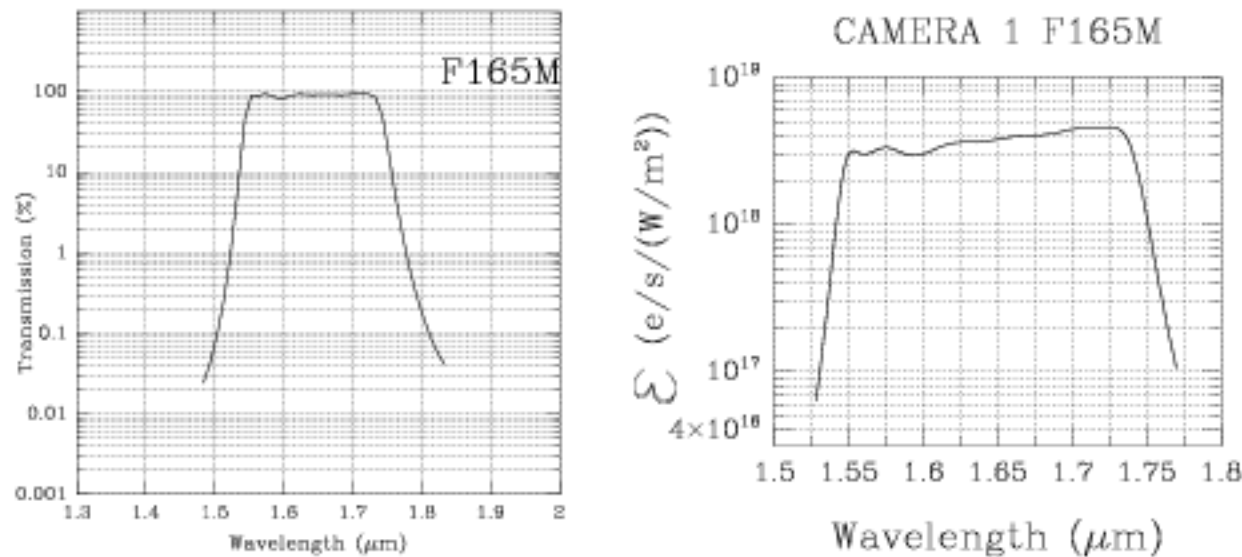 F165M
100
10
1
0.1
0.01
0.001
Transmission (%)
1.3 1.4 1.5 1.6 1.7 1.8 1.9 2
Wavelength (μm)
CAMERA 1 F165M
10¹⁹
10¹⁸
10¹⁷
4×10¹⁶
ℰ (e/s/(W/m²))
1.5 1.55 1.6 1.65 1.7 1.75 1.8
Wavelength (μm)